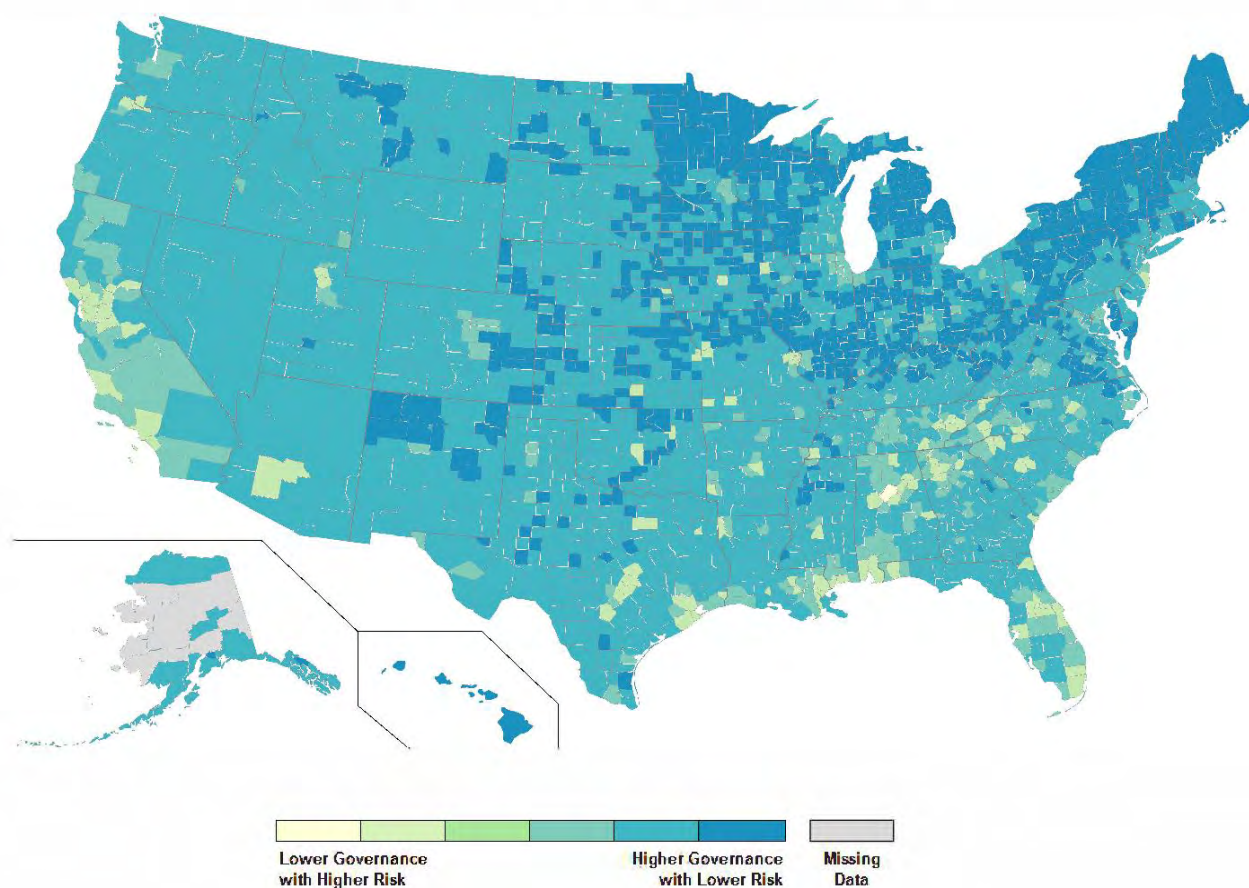 Lower Governance
with Higher Risk
Higher Governance
with Lower Risk
Missing
Data